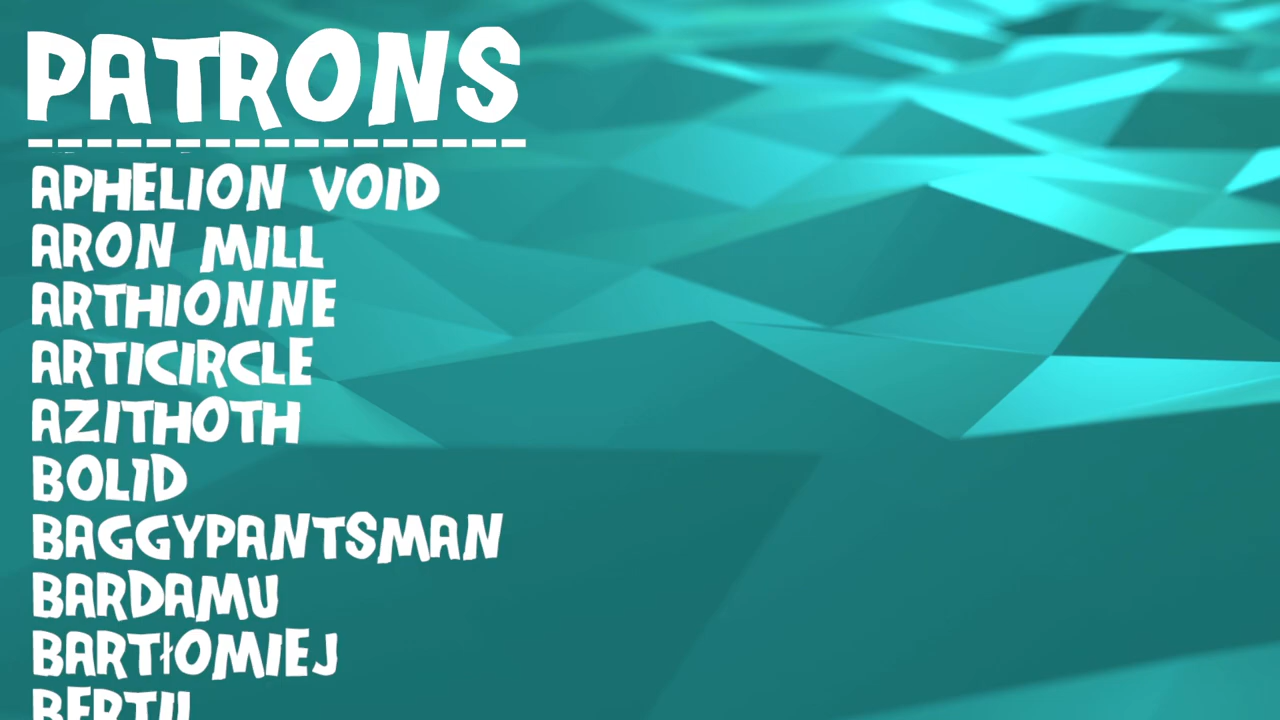 PATRONS
APHELION VOID
ARON MILL
ARTHIONNE
ARTICIRCLE
AZITHOTH
BOLID
BAGGYPANTSMAN
BARDAMU
BARTŁOMIEJ